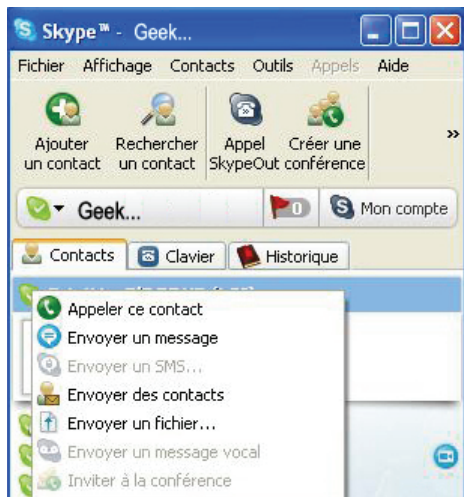 Skype™ - Geek...
Fichier Affichage Contacts Outils Appels Aide
Ajouter un contact
Rechercher un contact
Appel SkypeOut
Créer une conférence
»
Geek... 0 Mon compte
Contacts Clavier Historique
Appeler ce contact
Envoyer un message
Envoyer un SMS...
Envoyer des contacts
Envoyer un fichier...
Envoyer un message vocal
Inviter à la conférence